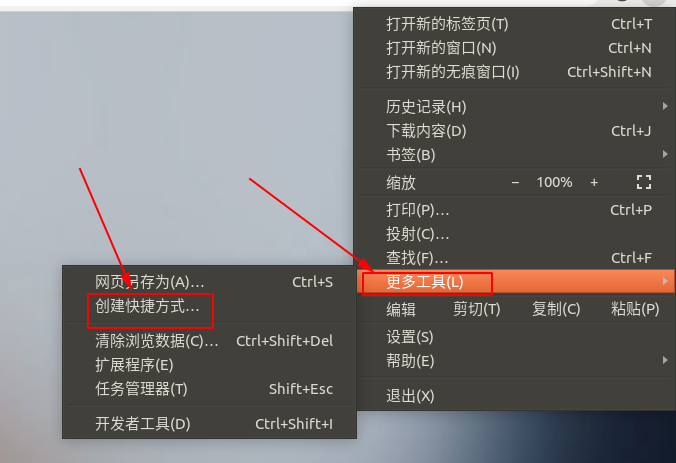 打开新的标签页(T) Ctrl+T
打开新的窗口(N) Ctrl+N
打开新的无痕窗口(I) Ctrl+Shift+N
历史记录(H)
下载内容(D) Ctrl+J
书签(B)
缩放 − 100% +
打印(P)... Ctrl+P
投射(C)...
查找(F)... Ctrl+F
更多工具(L)
编辑 剪切(T) 复制(C) 粘贴(P)
设置(S)
帮助(E)
退出(X)
网页另存为(A)... Ctrl+S
创建快捷方式...
清除浏览数据(C)... Ctrl+Shift+Del
扩展程序(E)
任务管理器(T) Shift+Esc
开发者工具(D) Ctrl+Shift+I